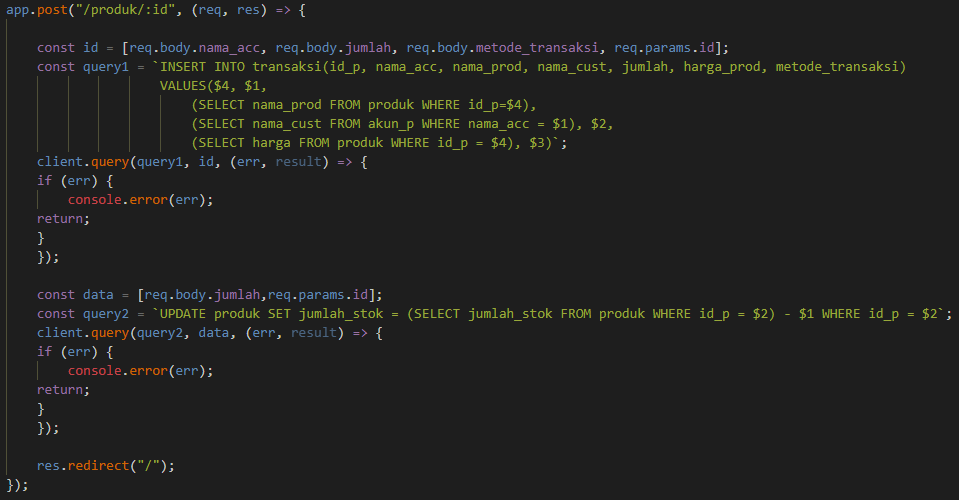 app.post("/produk/:id", (req, res) => {
const id = [req.body.nama_acc, req.body.jumlah, req.body.metode_transaksi, req.params.id];
const query1 = `INSERT INTO transaksi(id_p, nama_acc, nama_prod, nama_cust, jumlah, harga_prod, metode_transaksi)
VALUES($4, $1,
(SELECT nama_prod FROM produk WHERE id_p=$4),
(SELECT nama_cust FROM akun_p WHERE nama_acc = $1), $2,
(SELECT harga FROM produk WHERE id_p = $4), $3)`;
client.query(query1, id, (err, result) => {
if (err) {
console.error(err);
return;
}
});
const data = [req.body.jumlah,req.params.id];
const query2 = `UPDATE produk SET jumlah_stok = (SELECT jumlah_stok FROM produk WHERE id_p = $2) - $1 WHERE id_p = $2`;
client.query(query2, data, (err, result) => {
if (err) {
console.error(err);
return;
}
});
res.redirect("/");
});